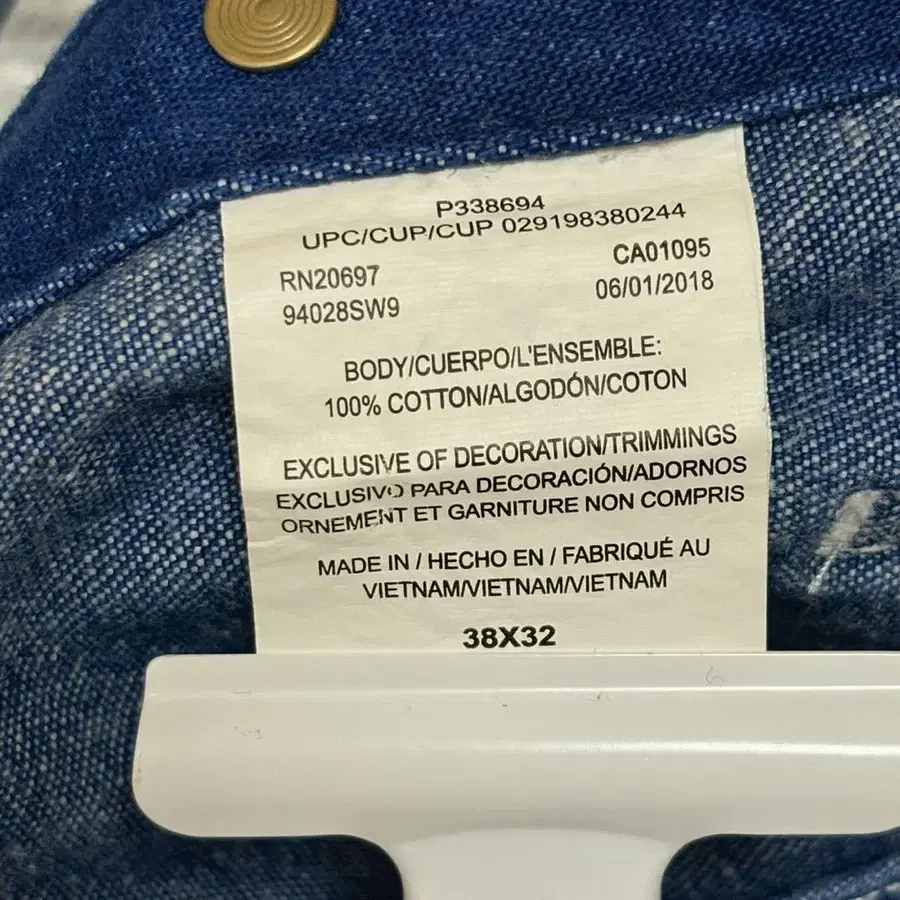 P338694
UPC/CUP/CUP 029198380244
RN20697 CA01095
94028SW9 06/01/2018
BODY/CUERPO/L'ENSEMBLE:
100% COTTON/ALGODÓN/COTON
EXCLUSIVE OF DECORATION/TRIMMINGS
EXCLUSIVO PARA DECORACIÓN/ADORNOS
ORNEMENT ET GARNITURE NON COMPRIS
MADE IN / HECHO EN / FABRIQUÉ AU
VIETNAM/VIETNAM/VIETNAM
38X32